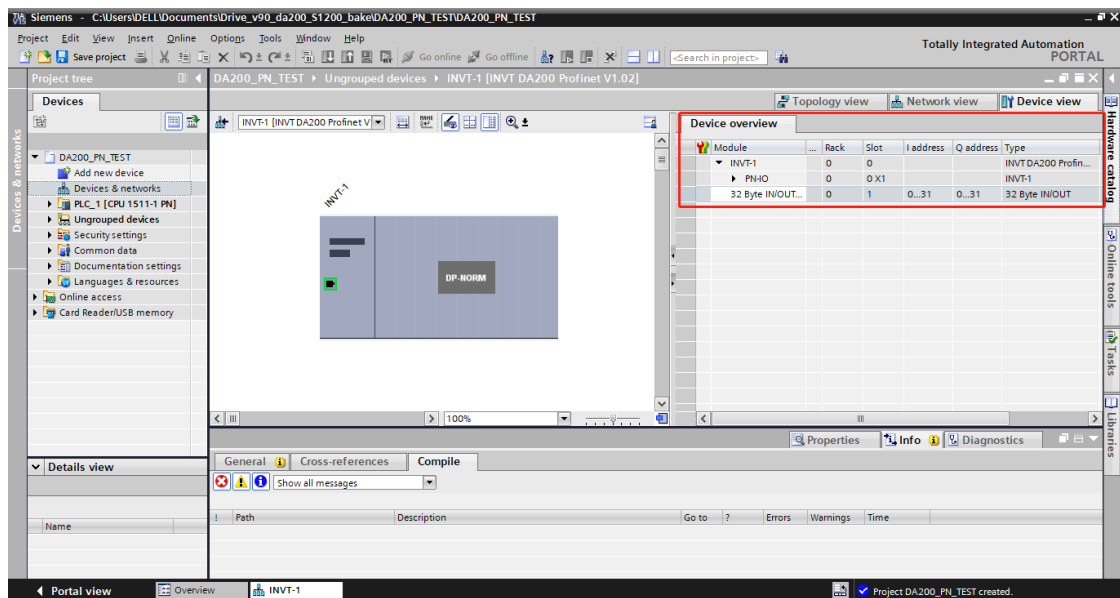 Siemens - C:\Users\DELL\Documents\Drive_v90_da200_S1200_bake\DA200_PN_TEST\DA200_PN_TEST
Project Edit View Insert Online Options Tools Window Help
Totally Integrated Automation
PORTAL
Save project
Go online
Go offline
<Search in project>
Project tree
DA200_PN_TEST
Ungrouped devices
INVT-1 [INVT DA200 Profinet V1.02]
Devices
Topology view
Network view
Device view
INVT-1 [INVT DA200 Profinet V
100%
INVT-1
DP-NORM
100%
Device overview
Module ... Rack Slot I address Q address Type
INVT-1 0 0 INVT DA200 Profin...
PN-IO 0 0 X1 INVT-1
32 Byte IN/OUT... 0 1 0...31 0...31 32 Byte IN/OUT
DA200_PN_TEST
Add new device
Devices & networks
PLC_1 [CPU 1511-1 PN]
Ungrouped devices
Security settings
Common data
Documentation settings
Languages & resources
Online access
Card Reader/USB memory
Devices & networks
Hardware catalog
Online tools
Tasks
Libraries
Properties
Info
Diagnostics
Details view
Name
General
Cross-references
Compile
Show all messages
! Path Description Go to ? Errors Warnings Time
Portal view
Overview
INVT-1
Project DA200_PN_TEST created.